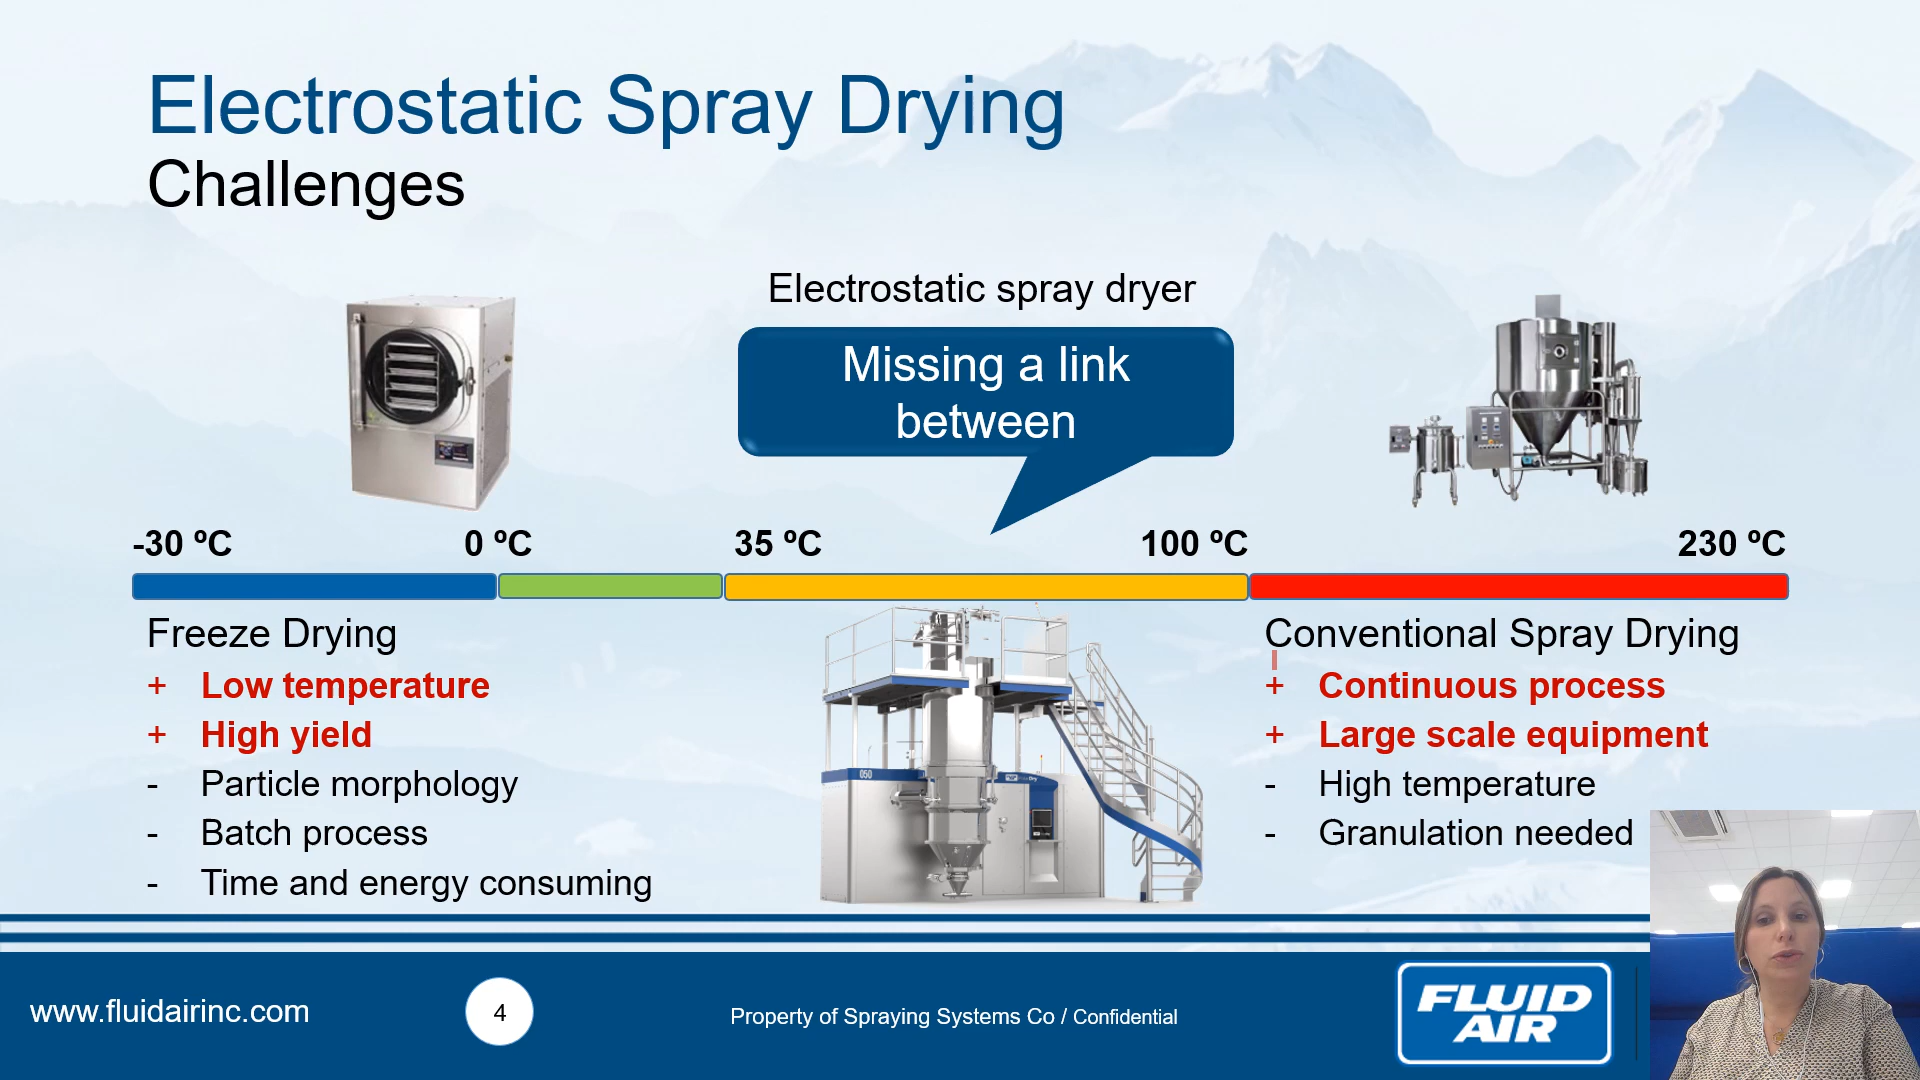 Electrostatic Spray Drying
Challenges
Electrostatic spray dryer
Missing a link
between
-30 ºC
0 ºC
35 ºC
100 ºC
230 ºC
Freeze Drying
+ Low temperature
+ High yield
- Particle morphology
- Batch process
- Time and energy consuming
050
Conventional Spray Drying
+ Continuous process
+ Large scale equipment
- High temperature
- Granulation needed
www.fluidairinc.com
4
Property of Spraying Systems Co / Confidential
FLUID
AIR